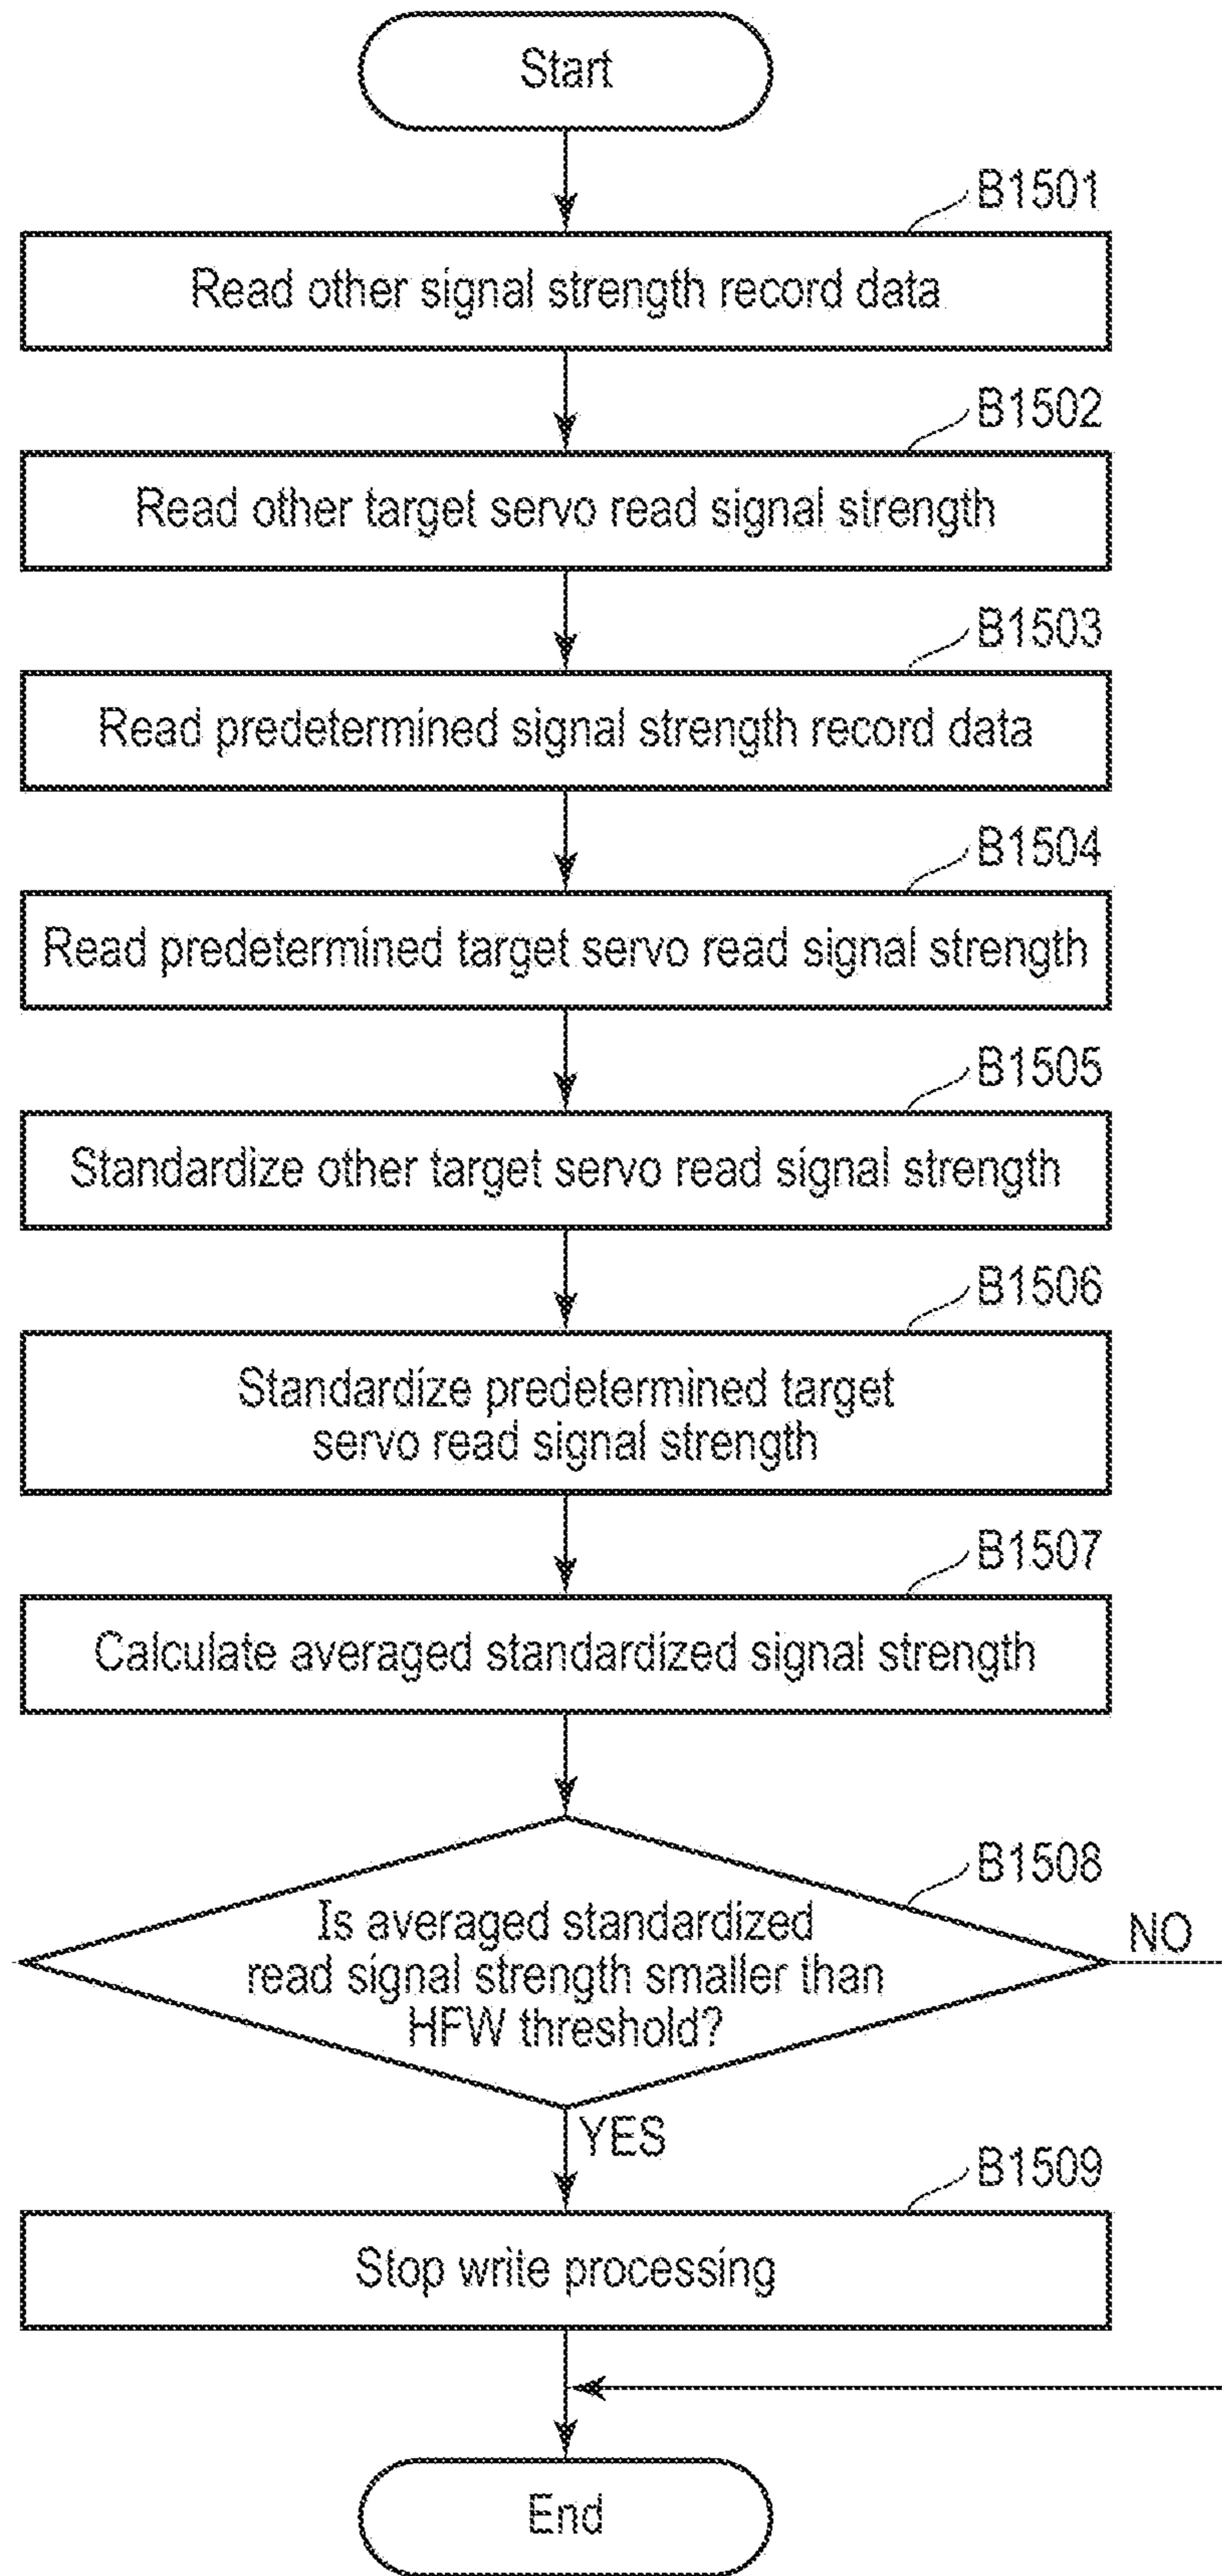 Start
B1501
Read other signal strength record data
B1502
Read other target servo read signal strength
B1503
Read predetermined signal strength record data
B1504
Read predetermined target servo read signal strength
B1505
Standardize other target servo read signal strength
B1506
Standardize predetermined target
servo read signal strength
B1507
Calculate averaged standardized signal strength
B1508
Is averaged standardized
read signal strength smaller than
HFW threshold?
NO
YES
B1509
Stop write processing
End